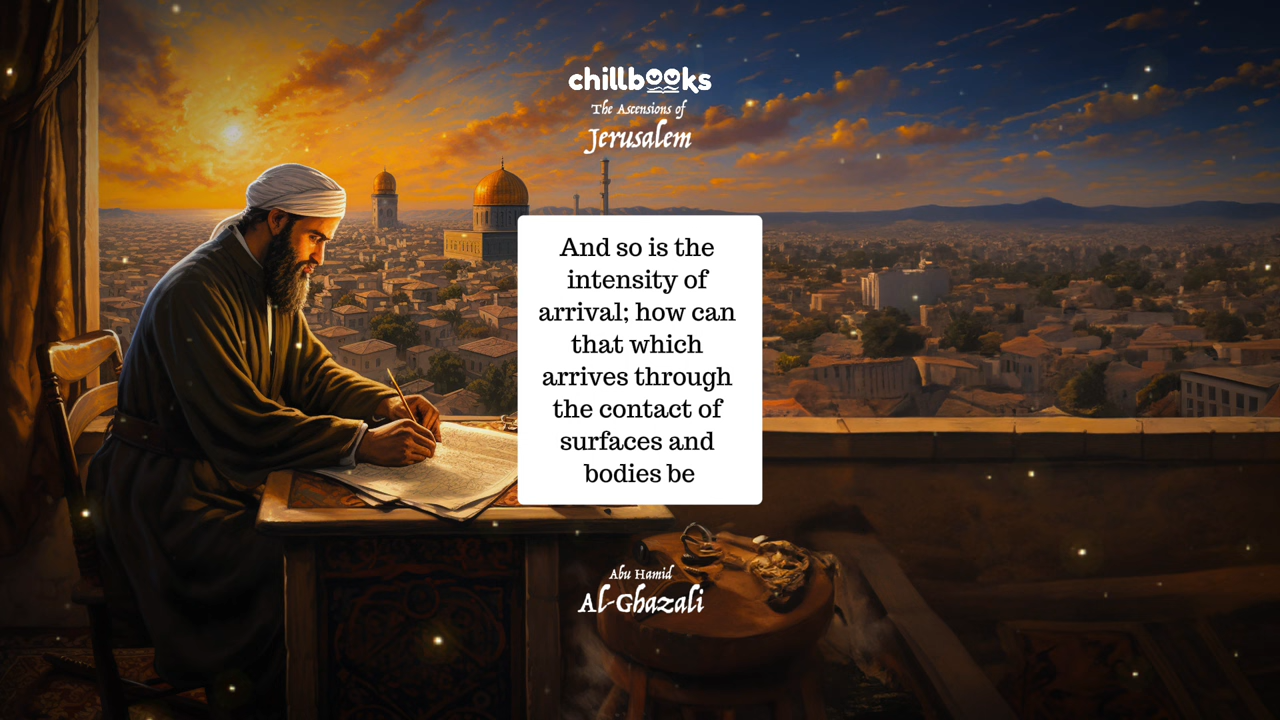 chillbooks
The Ascensions of
Jerusalem
And so is the
intensity of
arrival; how can
that which
arrives through
the contact of
surfaces and
bodies be
Abu Hamid
Al-Ghazali